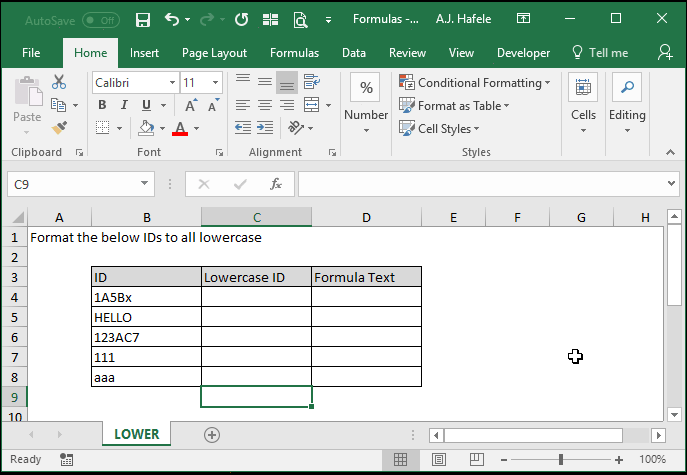 AutoSave Off Formulas -... A.J. Hafele
File Home Insert Page Layout Formulas Data Review View Developer Tell me
Calibri 11 % Conditional Formatting
Paste B I U A A Number Format as Table Cells Editing
A Cell Styles
Clipboard Font Alignment Styles
C9 fx
A B C D E F G H
1 Format the below IDs to all lowercase
2
3 ID Lowercase ID Formula Text
4 1A5Bx
5 HELLO
6 123AC7
7 111
8 aaa
9
10
LOWER
Ready 100%